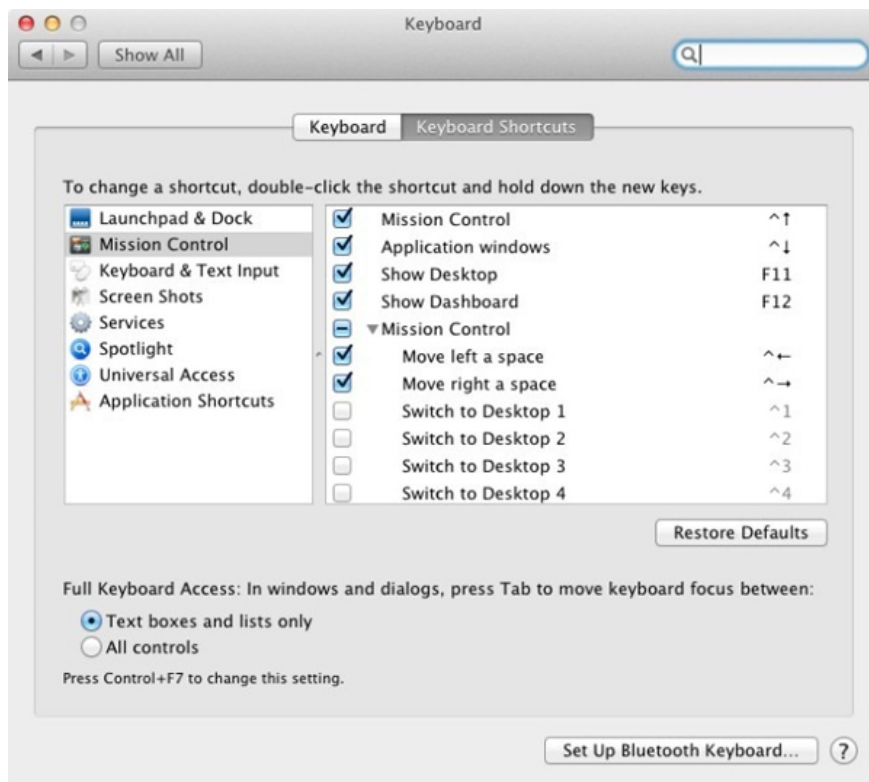 Keyboard
Show All
Keyboard Keyboard Shortcuts
To change a shortcut, double-click the shortcut and hold down the new keys.
Launchpad & Dock
Mission Control
Keyboard & Text Input
Screen Shots
Services
Spotlight
Universal Access
Application Shortcuts
Mission Control ^↑
Application windows ^↓
Show Desktop F11
Show Dashboard F12
Mission Control
Move left a space ^←
Move right a space ^→
Switch to Desktop 1 ^1
Switch to Desktop 2 ^2
Switch to Desktop 3 ^3
Switch to Desktop 4 ^4
Restore Defaults
Full Keyboard Access: In windows and dialogs, press Tab to move keyboard focus between:
Text boxes and lists only
All controls
Press Control+F7 to change this setting.
Set Up Bluetooth Keyboard... ?